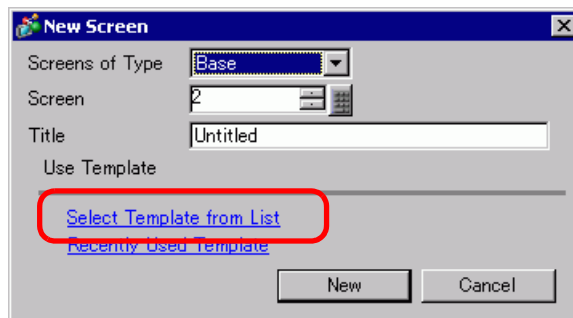 New Screen
Screens of Type Base
Screen 2
Title Untitled
Use Template
Select Template from List
Recently Used Template
New Cancel